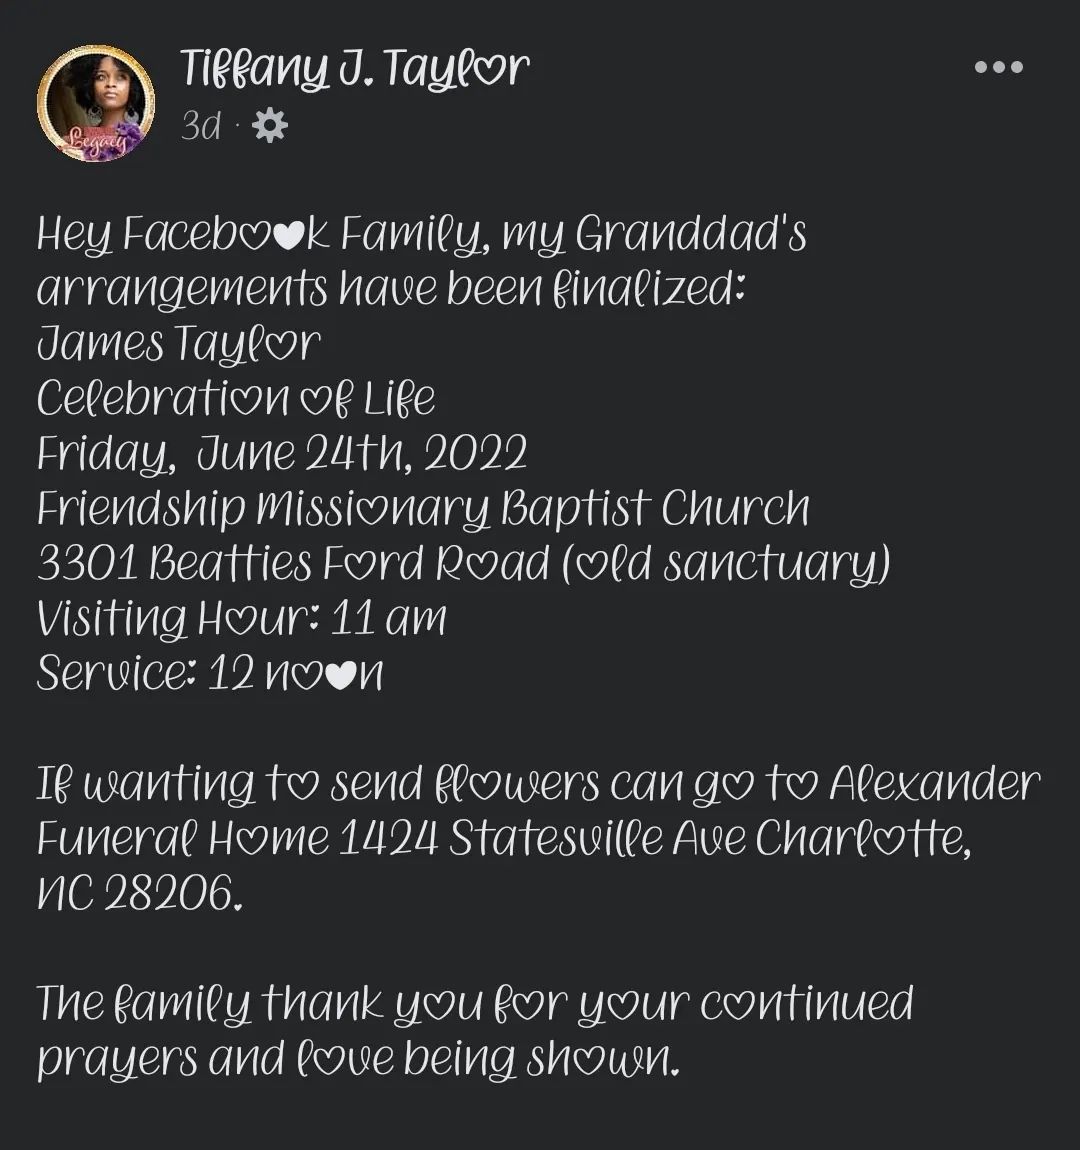 Tiffany J. Taylor
3d ·
Legacy
Hey Facebook Family, my Granddad's
arrangements have been finalized:
James Taylor
Celebration of Life
Friday,  June 24th, 2022
Friendship Missionary Baptist Church
3301 Beatties Ford Road (old sanctuary)
Visiting Hour: 11 am
Service: 12 noon
If wanting to send flowers can go to Alexander
Funeral Home 1424 Statesville Ave Charlotte,
NC 28206.
The family thank you for your continued
prayers and love being shown.